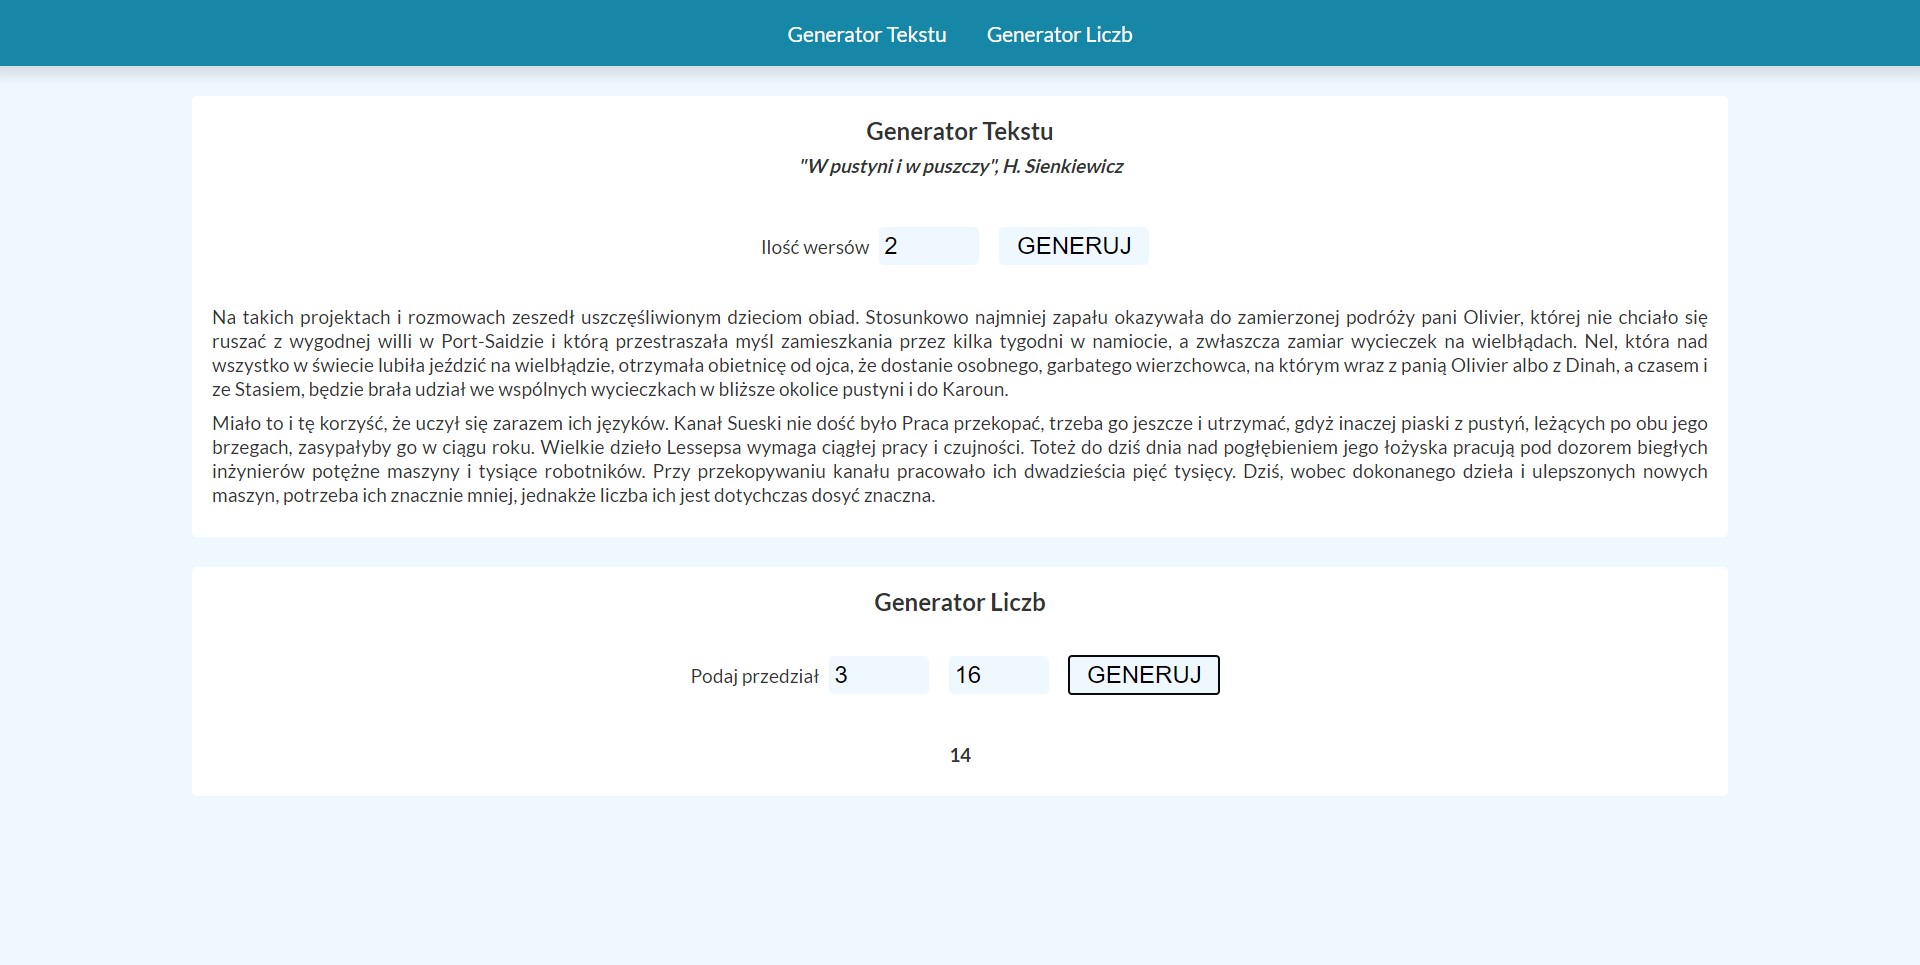 Generator Tekstu Generator Liczb
Generator Tekstu
"W pustyni i w puszczy", H. Sienkiewicz
Ilość wersów 2 GENERUJ
Na takich projektach i rozmowach zeszedł uszczęśliwionym dzieciom obiad. Stosunkowo najmniej zapału okazywała do zamierzonej podróży pani Olivier, której nie chciało się
ruszać z wygodnej willi w Port-Saidzie i którą przestraszała myśl zamieszkania przez kilka tygodni w namiocie, a zwłaszcza zamiar wycieczek na wielbłądach. Nel, która nad
wszystko w świecie lubiła jeździć na wielbłądzie, otrzymała obietnicę od ojca, że dostanie osobnego, garbatego wierzchowca, na którym wraz z panią Olivier albo z Dinah, a czasem i
ze Stasiem, będzie brała udział we wspólnych wycieczkach w bliższe okolice pustyni i do Karoun.
Miało to i tę korzyść, że uczył się zarazem ich języków. Kanał Sueski nie dość było Praca przekopać, trzeba go jeszcze i utrzymać, gdyż inaczej piaski z pustyń, leżących po obu jego
brzegach, zasypałyby go w ciągu roku. Wielkie dzieło Lessepsa wymaga ciągłej pracy i czujności. Toteż do dziś dnia nad pogłębieniem jego łożyska pracują pod dozorem biegłych
inżynierów potężne maszyny i tysiące robotników. Przy przekopywaniu kanału pracowało ich dwadzieścia pięć tysięcy. Dziś, wobec dokonanego dzieła i ulepszonych nowych
maszyn, potrzeba ich znacznie mniej, jednakże liczba ich jest dotychczas dosyć znaczna.
Generator Liczb
Podaj przedział 3 16 GENERUJ
14